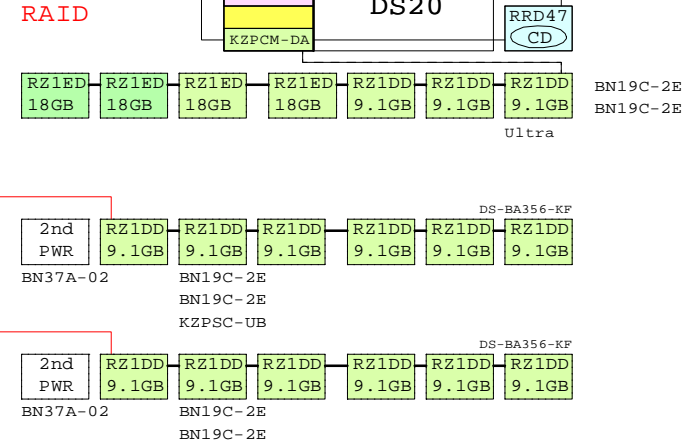 RAID
DS20
RRD47
CD
KZPCM-DA
RZ1ED RZ1ED RZ1ED RZ1ED RZ1DD RZ1DD RZ1DD
18GB 18GB 18GB 18GB 9.1GB 9.1GB 9.1GB
BN19C-2E
BN19C-2E
Ultra
DS-BA356-KF
2nd RZ1DD RZ1DD RZ1DD RZ1DD RZ1DD RZ1DD
PWR 9.1GB 9.1GB 9.1GB 9.1GB 9.1GB 9.1GB
BN37A-02 BN19C-2E
BN19C-2E
KZPSC-UB
DS-BA356-KF
2nd RZ1DD RZ1DD RZ1DD RZ1DD RZ1DD RZ1DD
PWR 9.1GB 9.1GB 9.1GB 9.1GB 9.1GB 9.1GB
BN37A-02 BN19C-2E
BN19C-2E